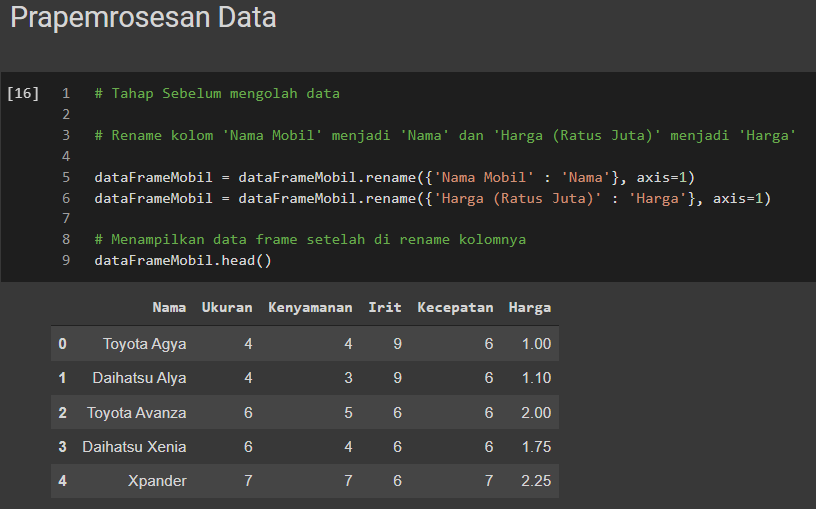 Prapemrosesan Data
[16] 1 # Tahap Sebelum mengolah data
2
3 # Rename kolom 'Nama Mobil' menjadi 'Nama' dan 'Harga (Ratus Juta)' menjadi 'Harga'
4
5 dataFrameMobil = dataFrameMobil.rename({'Nama Mobil' : 'Nama'}, axis=1)
6 dataFrameMobil = dataFrameMobil.rename({'Harga (Ratus Juta)' : 'Harga'}, axis=1)
7
8 # Menampilkan data frame setelah di rename kolomnya
9 dataFrameMobil.head()
Nama Ukuran Kenyamanan Irit Kecepatan Harga
0 Toyota Agya 4 4 9 6 1.00
1 Daihatsu Alya 4 3 9 6 1.10
2 Toyota Avanza 6 5 6 6 2.00
3 Daihatsu Xenia 6 4 6 6 1.75
4 Xpander 7 7 6 7 2.25